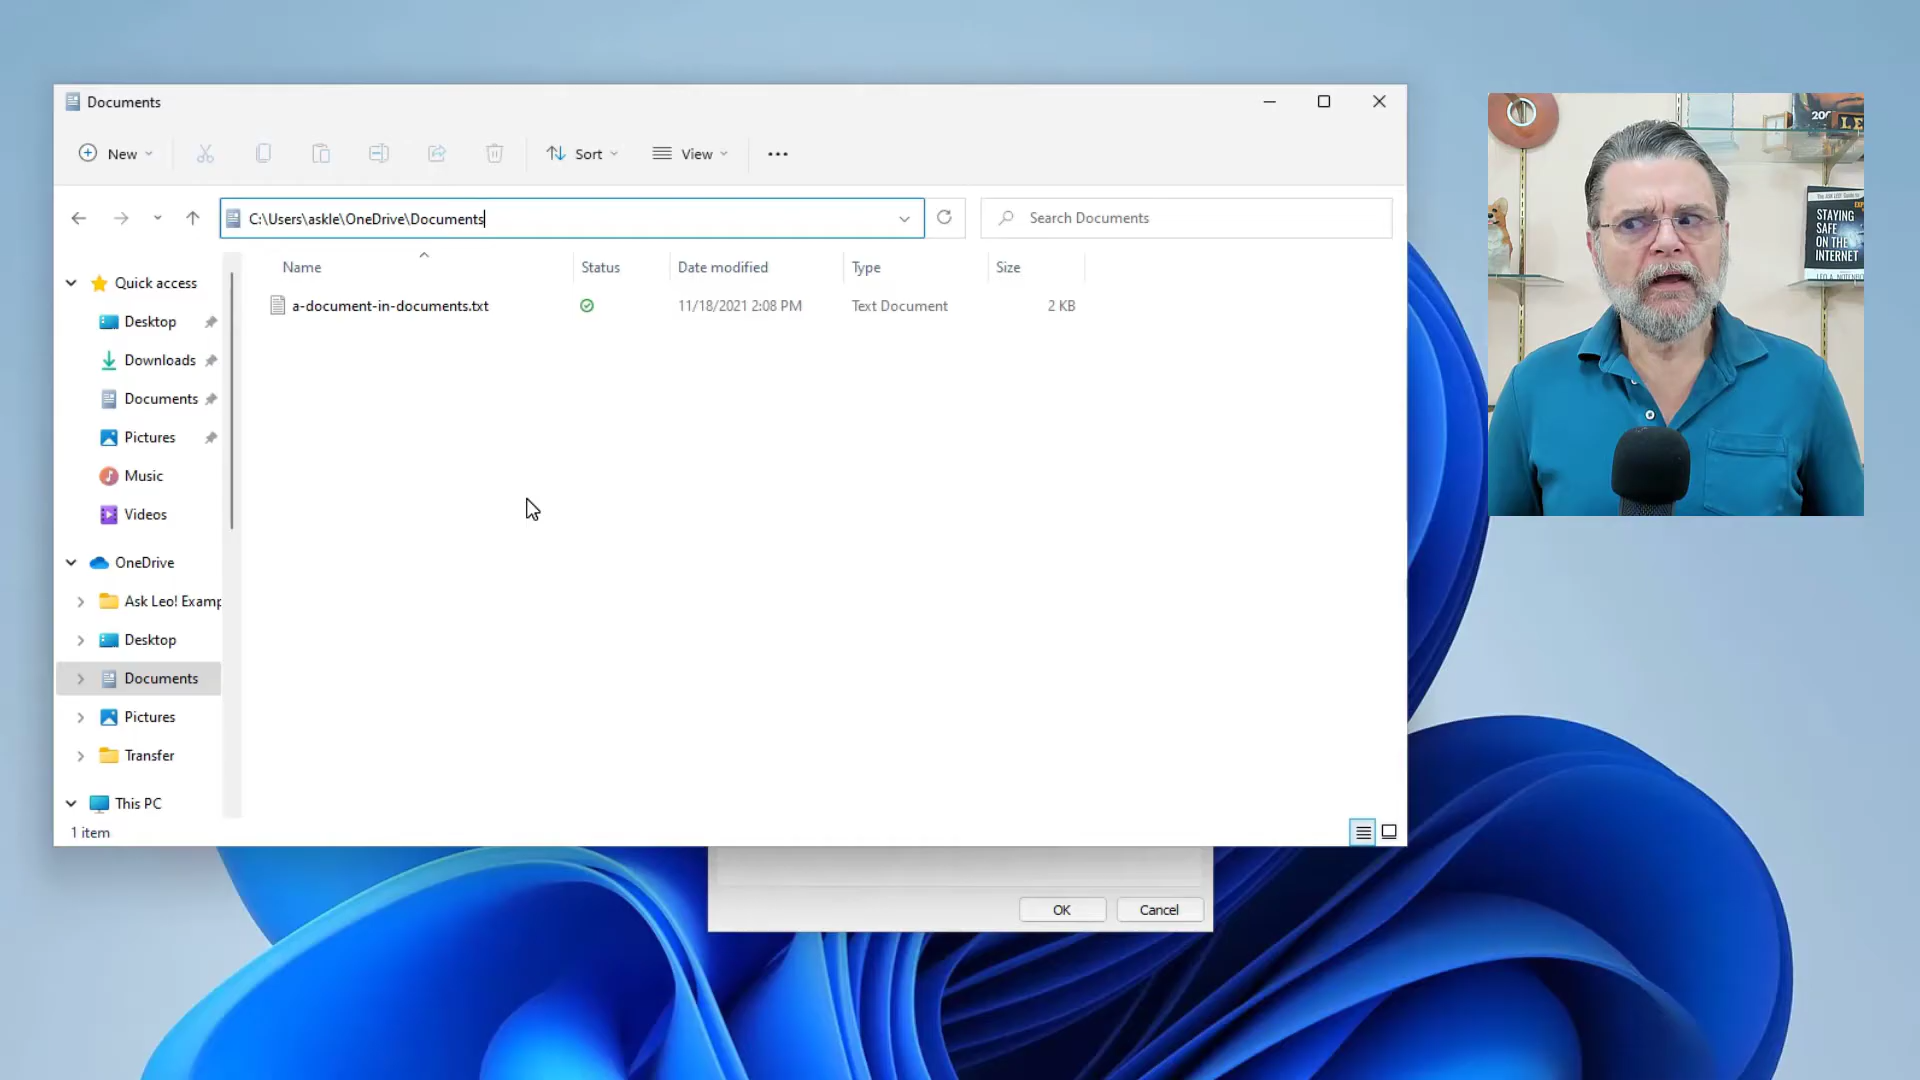 Documents
New
Sort
View
C:\Users\askle\OneDrive\Documents
Search Documents
Name
Status
Date modified
Type
Size
a-document-in-documents.txt
11/18/2021 2:08 PM
Text Document
2 KB
Quick access
Desktop
Downloads
Documents
Pictures
Music
Videos
OneDrive
Ask Leo! Examp
Desktop
Documents
Pictures
Transfer
This PC
1 item
OK
Cancel
200
LE
STAYING
SAFE
ON THE
INTERNET